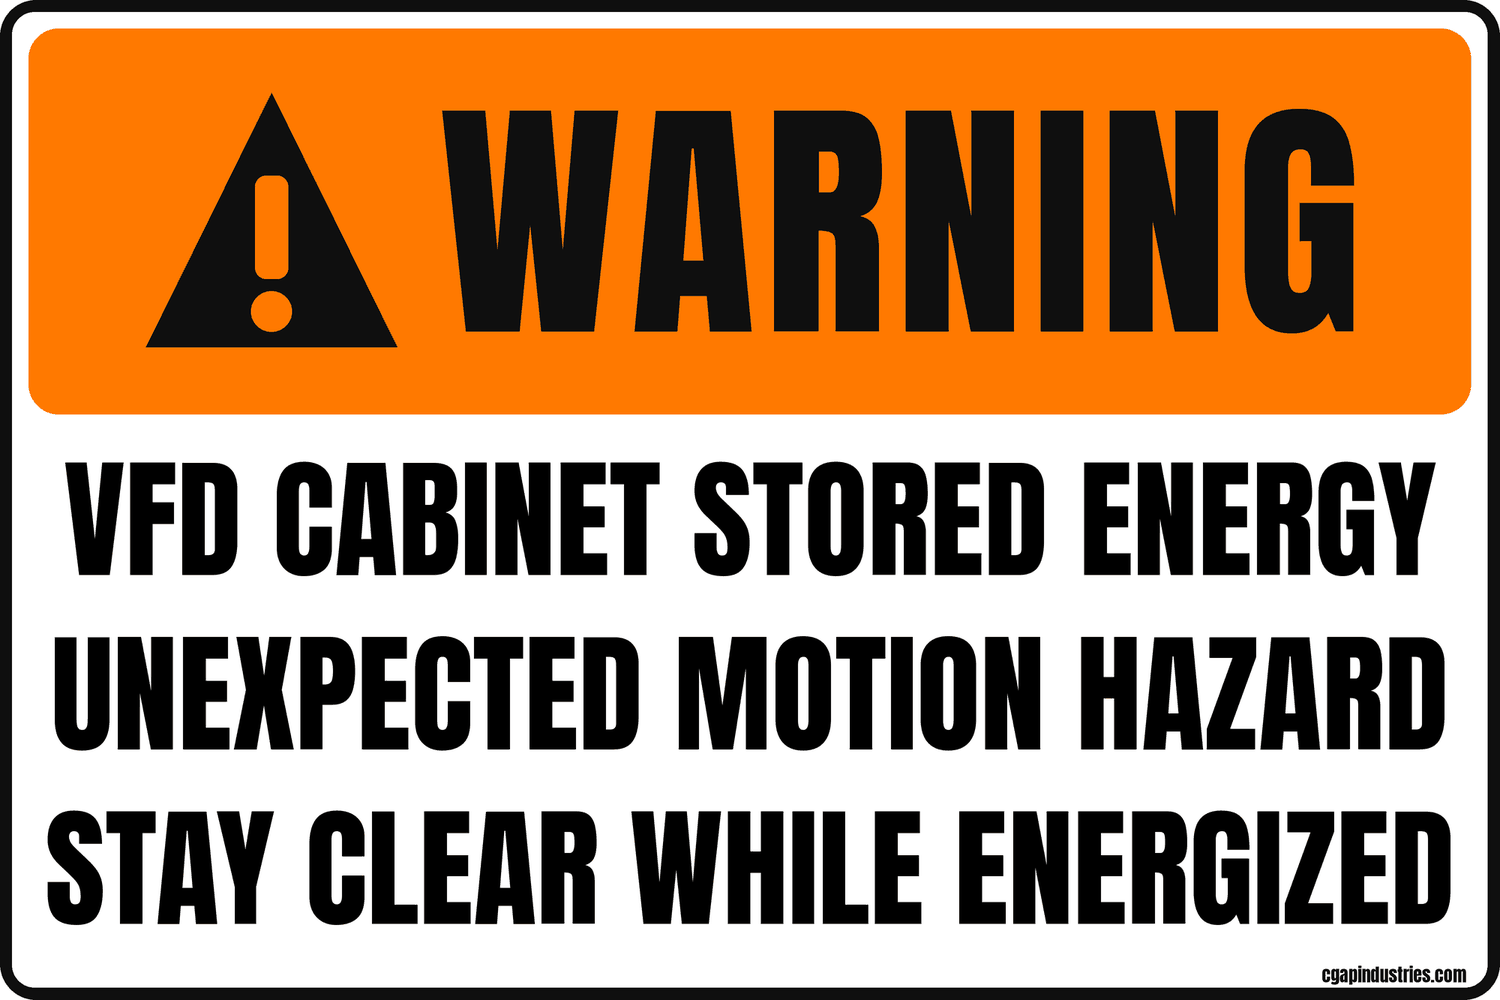 WARNING
VFD CABINET STORED ENERGY
UNEXPECTED MOTION HAZARD
STAY CLEAR WHILE ENERGIZED
cgapindustries.com